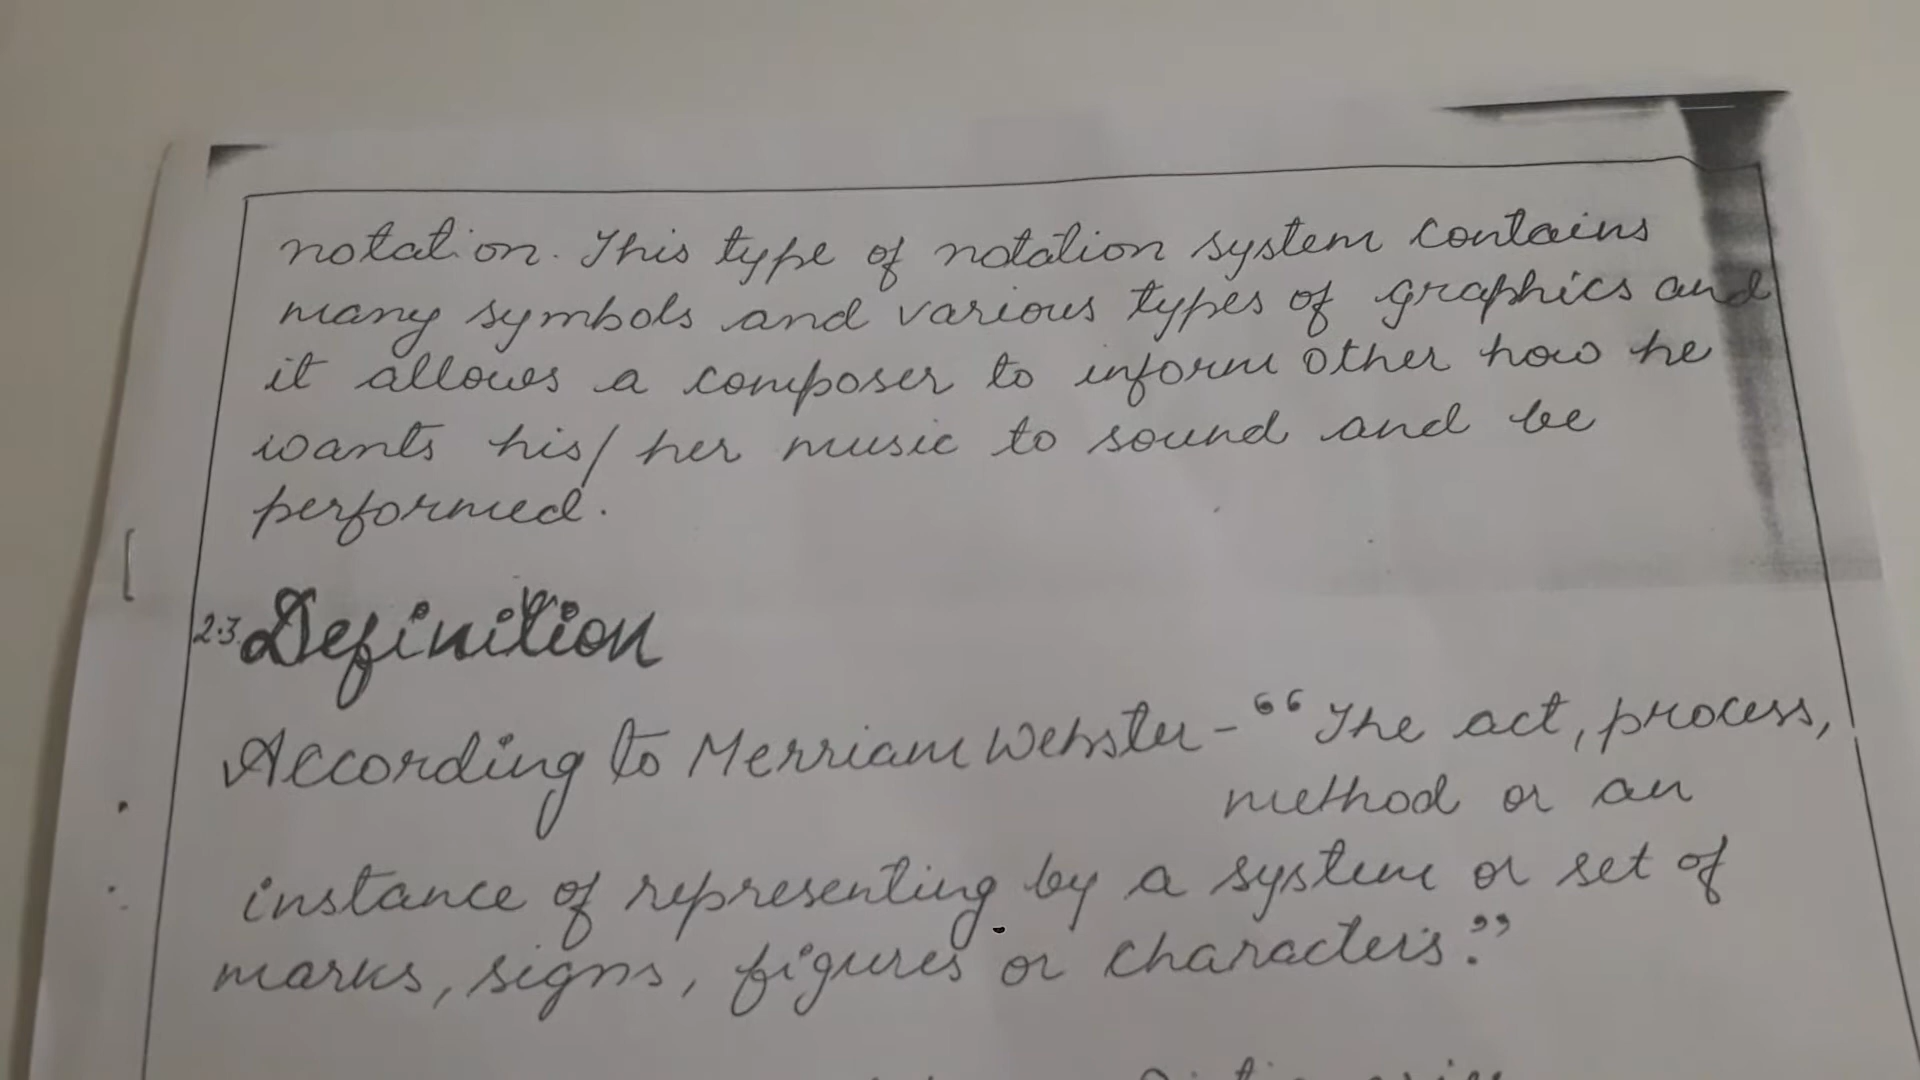 notation. This type of notation system contains
many symbols and various types of graphics and
it allows a composer to inform other how he
wants his/ her music to sound and be
performed.
2.3. Definition
According to Merriam Webster - “ The act, process,
method or an
instance of representing by a system or set of
marks, signs, figures or characters.”